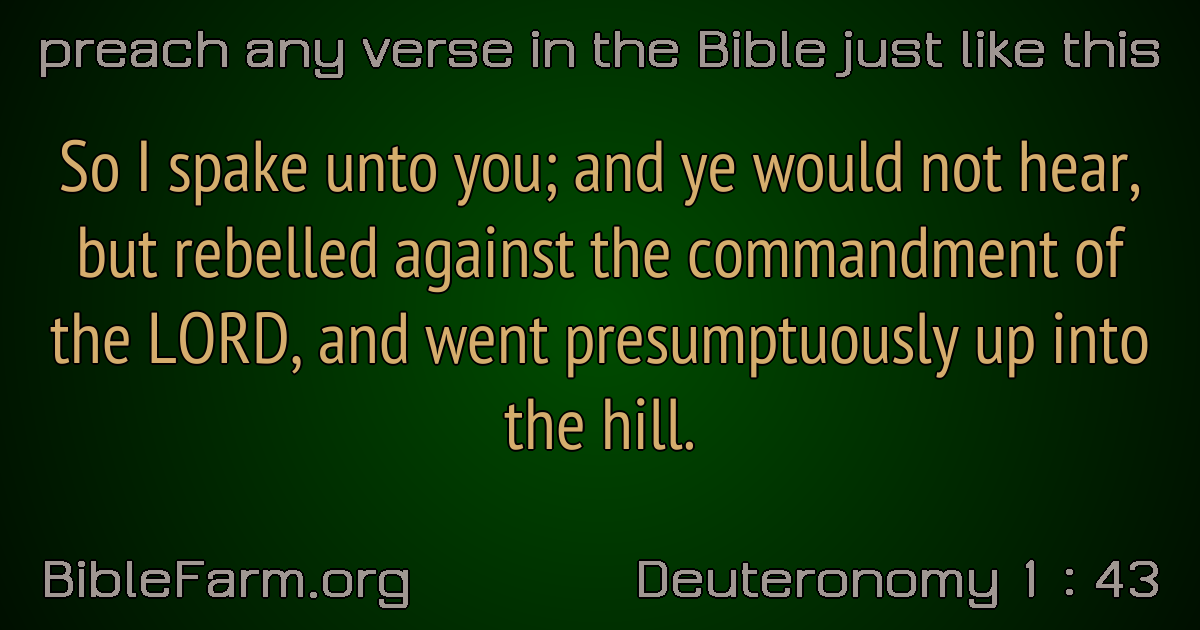 preach any verse in the Bible just like this
So I spake unto you; and ye would not hear,
but rebelled against the commandment of
the LORD, and went presumptuously up into
the hill.
BibleFarm.org
Deuteronomy 1 : 43